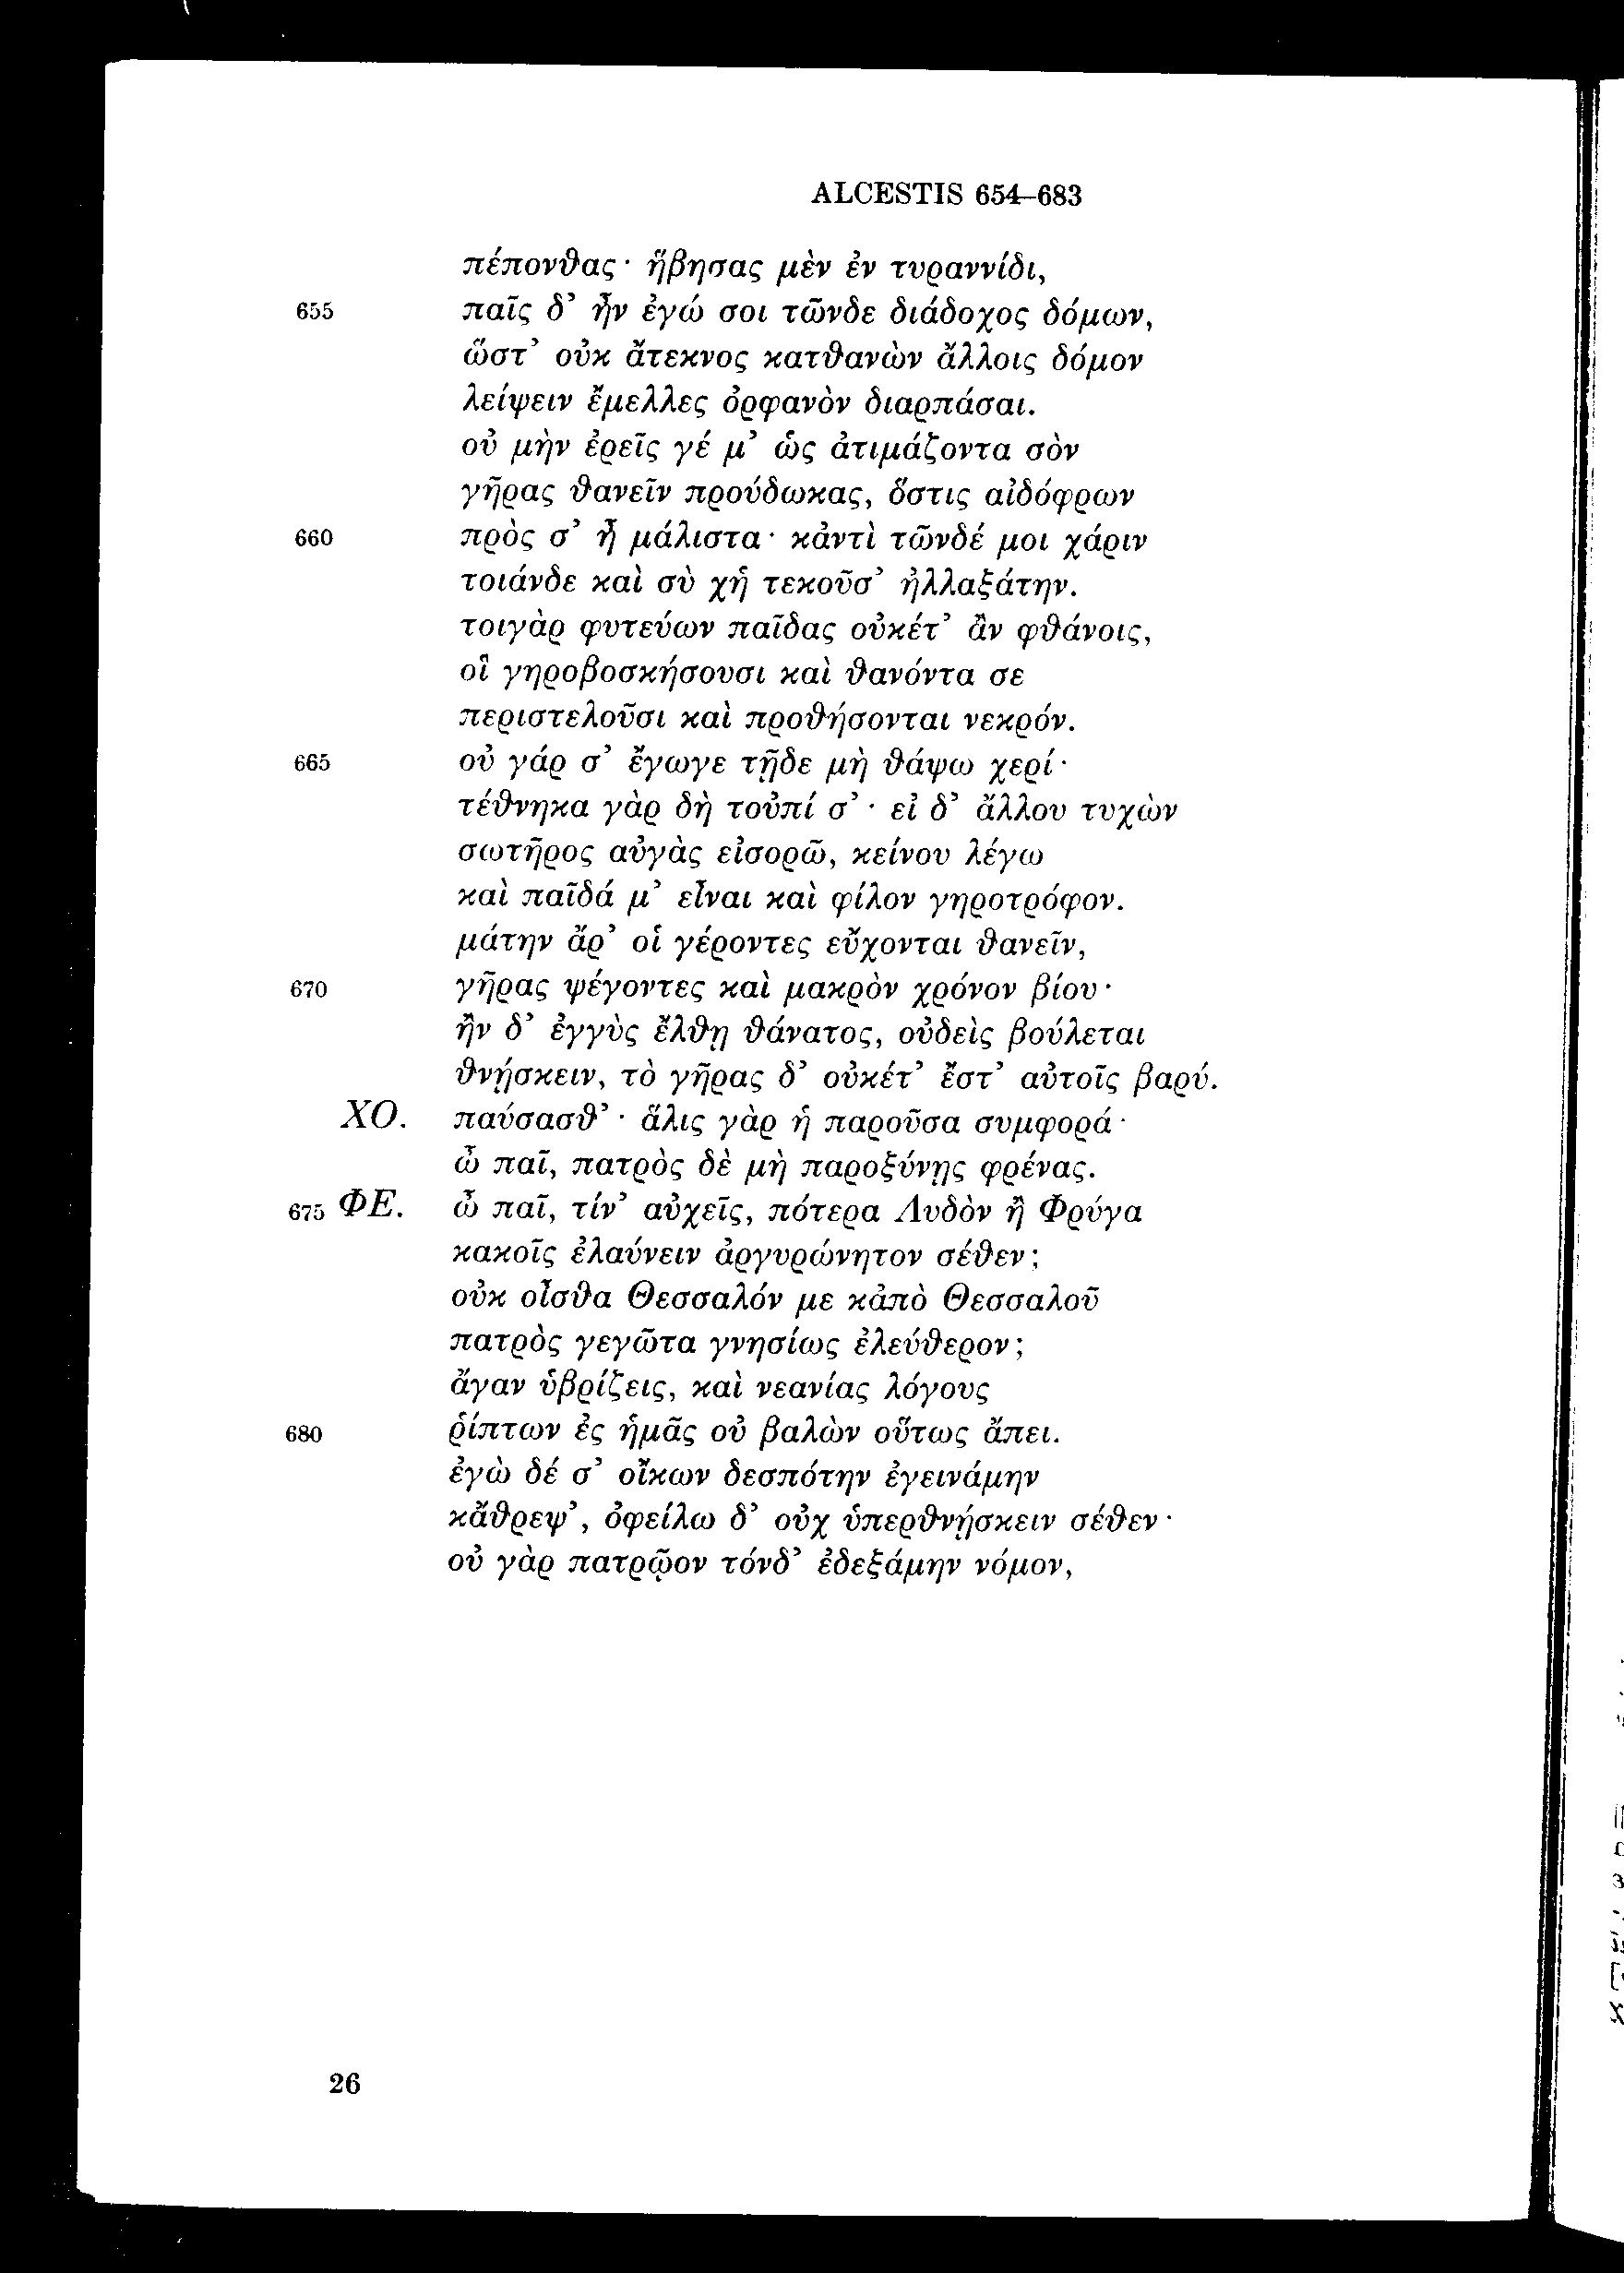 ALCESTIS 654–683
πέπονθας· ἥβησας μὲν ἐν τυραννίδι,
655 παῖς δ’ ἦν ἐγώ σοι τῶνδε διάδοχος δόμων,
ὥστ’ οὐκ ἄτεκνος κατθανὼν ἄλλοις δόμον
λείψειν ἔμελλες ὀρφανὸν διαρπάσαι.
οὐ μὴν ἐρεῖς γέ μ’ ὡς ἀτιμάζοντα σὸν
γῆρας θανεῖν προύδωκας, ὅστις αἰδόφρων
660 πρὸς σ’ ἦ μάλιστα· κἀντὶ τῶνδέ μοι χάριν
τοιάνδε καὶ σὺ χἠ τεκοῦσ’ ἠλλαξάτην.
τοιγὰρ φυτεύων παῖδας οὐκέτ’ ἂν φθάνοις,
οἳ γηροβοσκήσουσι καὶ θανόντα σε
περιστελοῦσι καὶ προθήσονται νεκρόν.
665 οὐ γάρ σ’ ἔγωγε τῇδε μὴ θάψω χερί·
τέθνηκα γὰρ δὴ τοὐπί σ’· εἰ δ’ ἄλλου τυχὼν
σωτῆρος αὐγὰς εἰσορῶ, κείνου λέγω
καὶ παῖδά μ’ εἶναι καὶ φίλον γηροτρόφον.
μάτην ἄρ’ οἱ γέροντες εὔχονται θανεῖν,
670 γῆρας ψέγοντες καὶ μακρὸν χρόνον βίου·
ἢν δ’ ἐγγὺς ἔλθῃ θάνατος, οὐδεὶς βούλεται
θνῄσκειν, τὸ γῆρας δ’ οὐκέτ’ ἔστ’ αὐτοῖς βαρύ.
ΧΟ. παύσασθ’· ἅλις γὰρ ἡ παροῦσα συμφορά·
ὦ παῖ, πατρὸς δὲ μὴ παροξύνῃς φρένας.
675 ΦΕ. ὦ παῖ, τίν’ αὐχεῖς, πότερα Λυδὸν ἢ Φρύγα
κακοῖς ἐλαύνειν ἀργυρώνητον σέθεν;
οὐκ οἶσθα Θεσσαλόν με κἀπὸ Θεσσαλοῦ
πατρὸς γεγῶτα γνησίως ἐλεύθερον;
ἄγαν ὑβρίζεις, καὶ νεανίας λόγους
680 ῥίπτων ἐς ἡμᾶς οὐ βαλὼν οὕτως ἄπει.
ἐγὼ δέ σ’ οἴκων δεσπότην ἐγεινάμην
κἄθρεψ’, ὀφείλω δ’ οὐχ ὑπερθνῄσκειν σέθεν·
οὐ γὰρ πατρῷον τόνδ’ ἐδεξάμην νόμον,
26